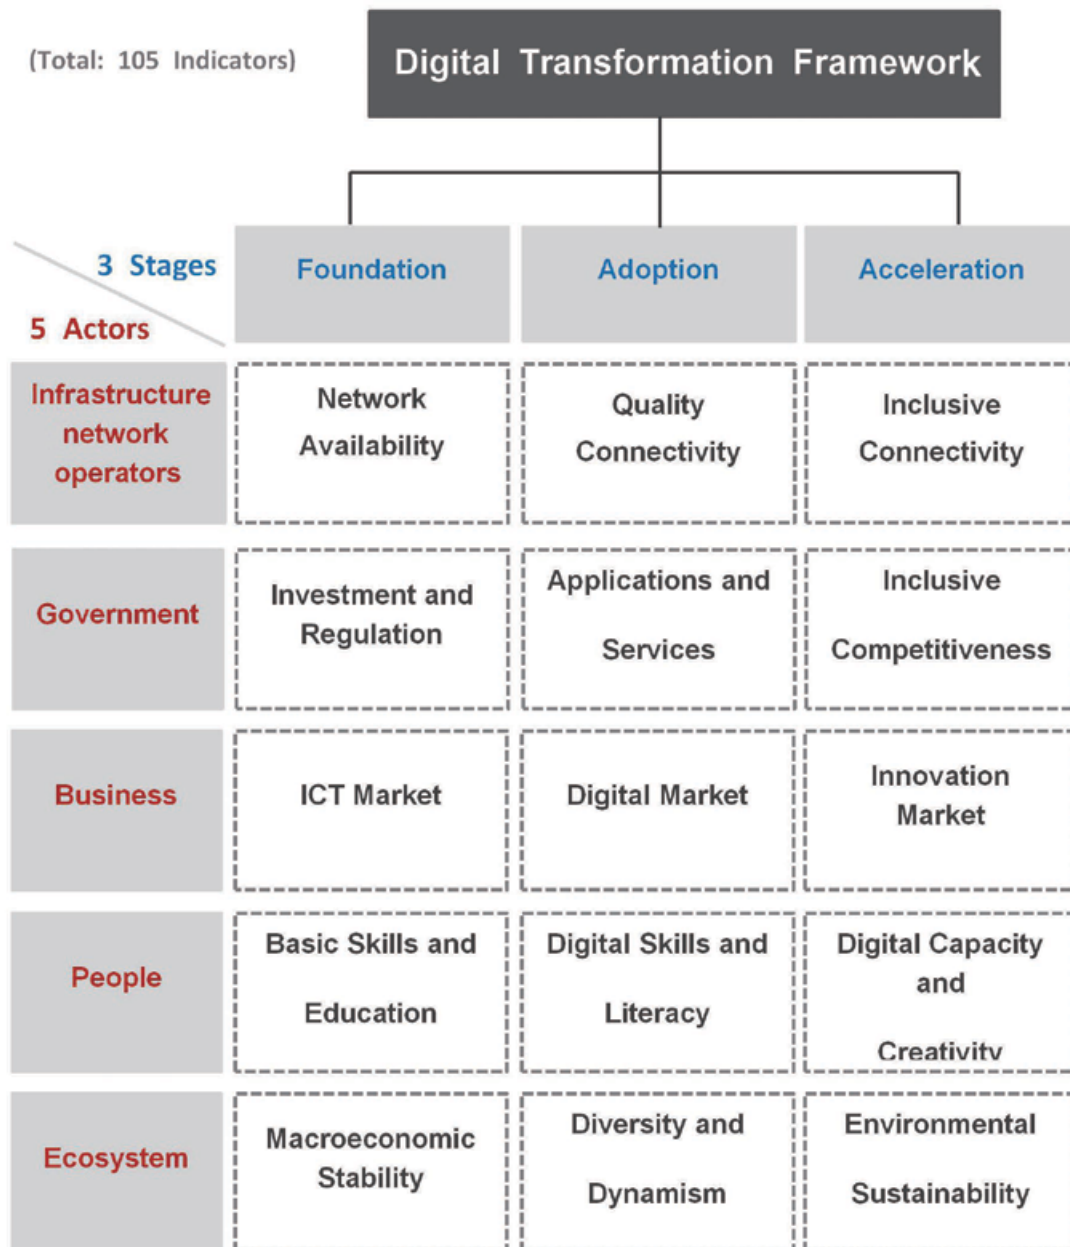 (Total: 105 Indicators)
Digital Transformation Framework
3 Stages
5 Actors
Foundation
Adoption
Acceleration
Infrastructure
network
operators
Network
Availability
Quality
Connectivity
Inclusive
Connectivity
Government
Investment and
Regulation
Applications and
Services
Inclusive
Competitiveness
Business
ICT Market
Digital Market
Innovation
Market
People
Basic Skills and
Education
Digital Skills and
Literacy
Digital Capacity
and
Creativity
Ecosystem
Macroeconomic
Stability
Diversity and
Dynamism
Environmental
Sustainability